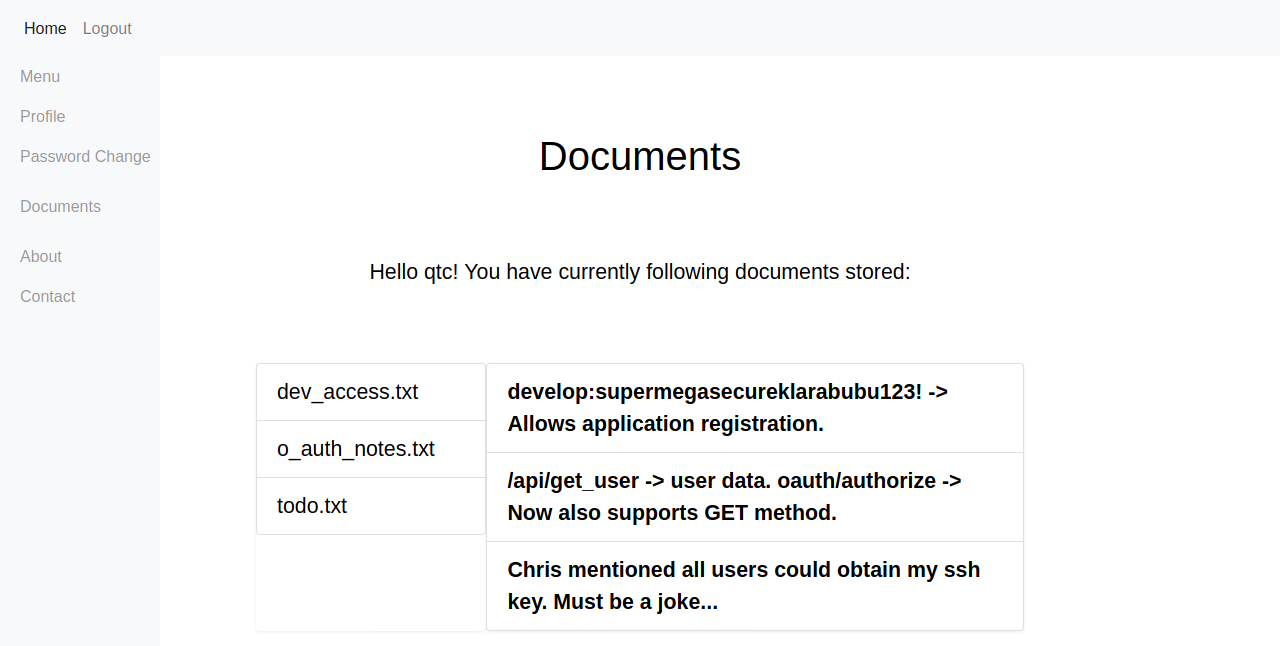 Home Logout
Menu
Profile
Password Change
Documents
About
Contact
Documents
Hello qtc! You have currently following documents stored:
dev_access.txt
o_auth_notes.txt
todo.txt
develop:supermegasecureklarabubu123! ->
Allows application registration.
/api/get_user -> user data. oauth/authorize ->
Now also supports GET method.
Chris mentioned all users could obtain my ssh
key. Must be a joke...